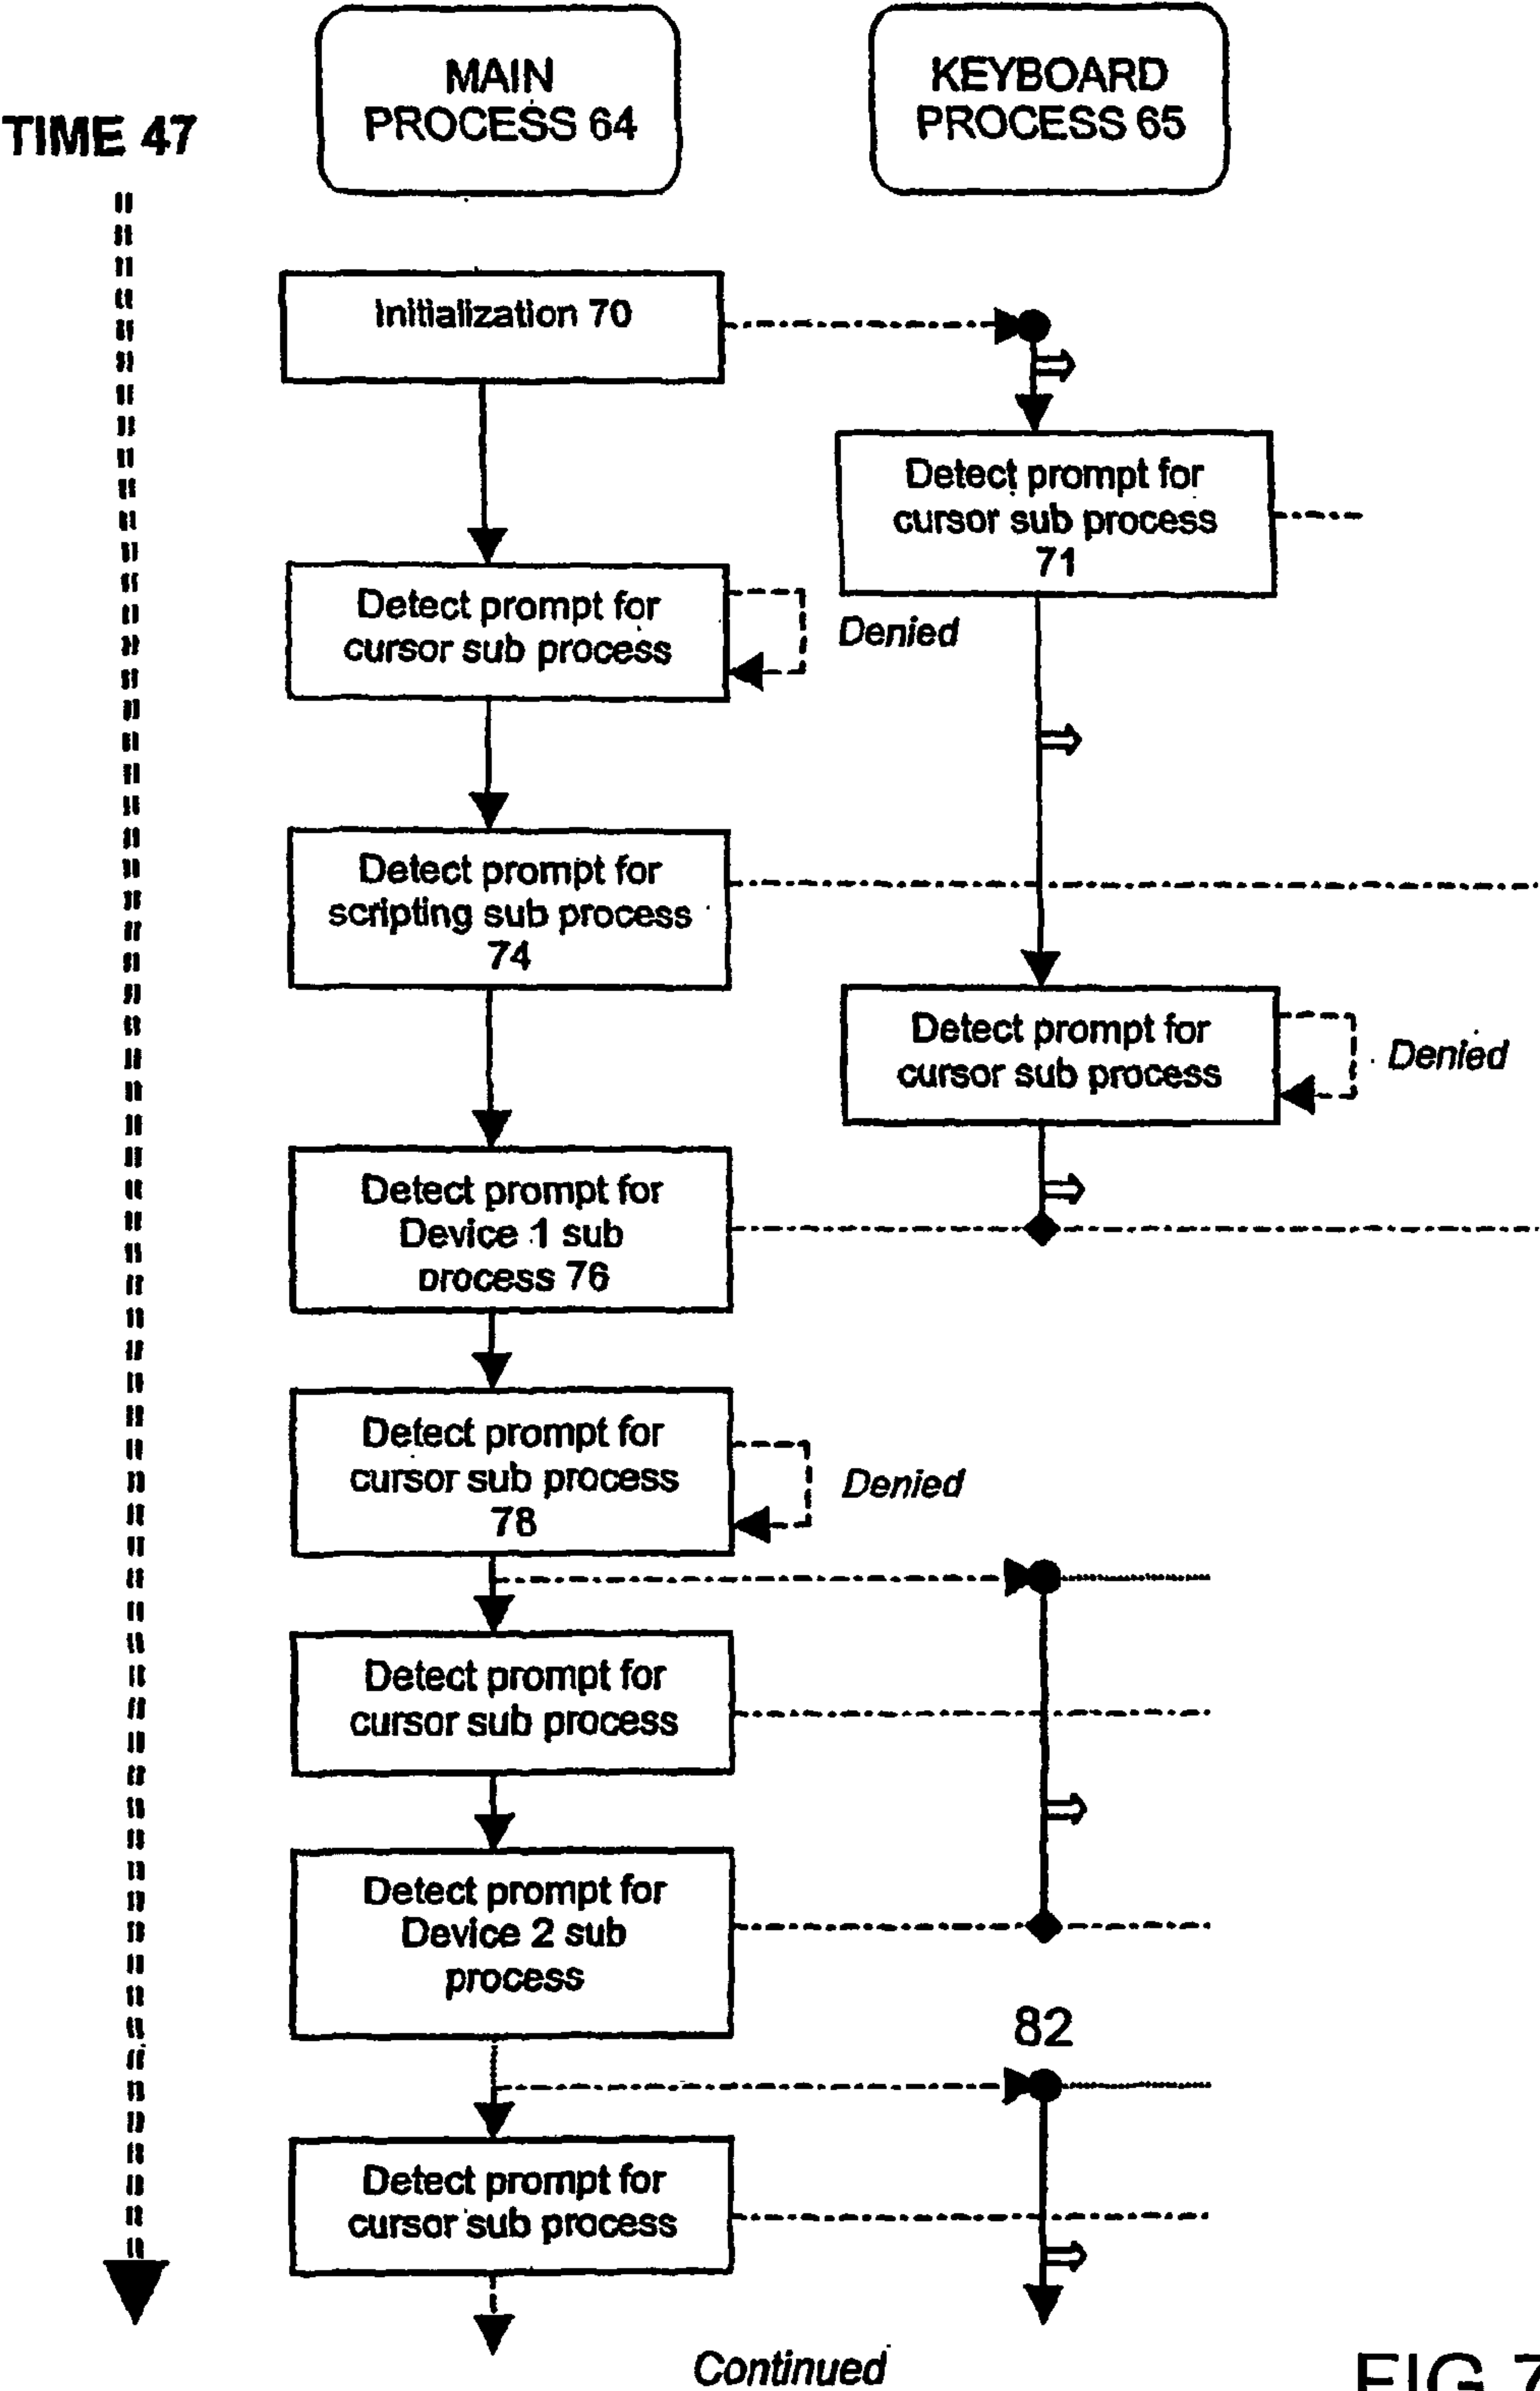 MAIN
PROCESS 64
KEYBOARD
PROCESS 65
TIME 47
Initialization 70
Detect prompt for
cursor sub process
71
Detect prompt for
cursor sub process
Denied
Detect prompt for
scripting sub process
74
Detect prompt for
cursor sub process
Denied
Detect prompt for
Device 1 sub
process 76
Detect prompt for
cursor sub process
78
Denied
Detect prompt for
cursor sub process
Detect prompt for
Device 2 sub
process
82
Detect prompt for
cursor sub process
Continued
FIG 7